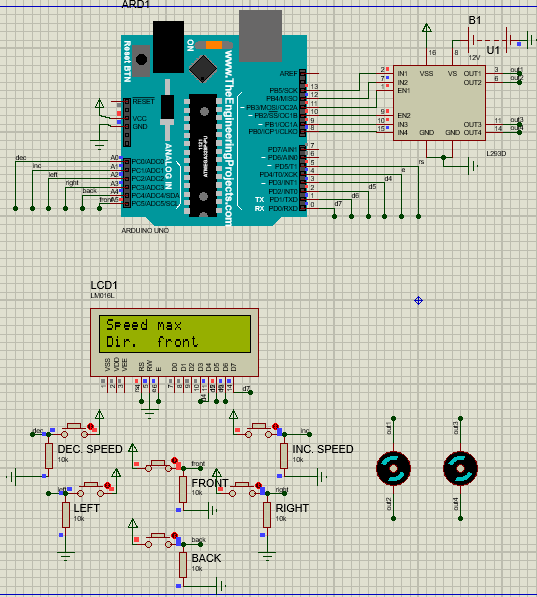 ARD1
Reset BTN
ON
www.TheEngineeringProjects.com
RESET
VCC
GND
ANALOG IN
AREF
PB5/SCK 13
PB4/MISO 12
~ PB3/MOSI/OC2A 11
~ PB2/SS/OC1B 10
~ PB1/OC1A 9
PB0/ICP1/CLKO 8
PD7/AIN1 7
~ PD6/AIN0 6
~ PD5/T1 5
PD4/T0/XCK 4
~ PD3/INT1 3
PD2/INT0 2
TX PD1/TXD 1
RX PD0/RXD 0
A0 PC0/ADC0
A1 PC1/ADC1
A2 PC2/ADC2
A3 PC3/ADC3
A4 PC4/ADC4/SDA
A5 PC5/ADC5/SCL
dec
inc
left
right
back
front
rs
e
d4
d5
d6
d7
ARDUINO UNO
B1
12V
U1
16
8
2 IN1
7 IN2
1 EN1
9 EN2
10 IN3
15 IN4
VSS
VS
OUT1 3
OUT2 6
OUT3 11
OUT4 14
GND
GND
out1
out3
L293D
LCD1
LM016L
Speed max
Dir. front
VSS
VDD
VEE
RS
RW
E
D0
D1
D2
D3
D4
D5
D6
D7
d7
dec
DEC. SPEED
10k
inc
INC. SPEED
10k
front
FRONT
10k
left
LEFT
10k
right
RIGHT
10k
back
BACK
10k
out1
out2
out3
out4